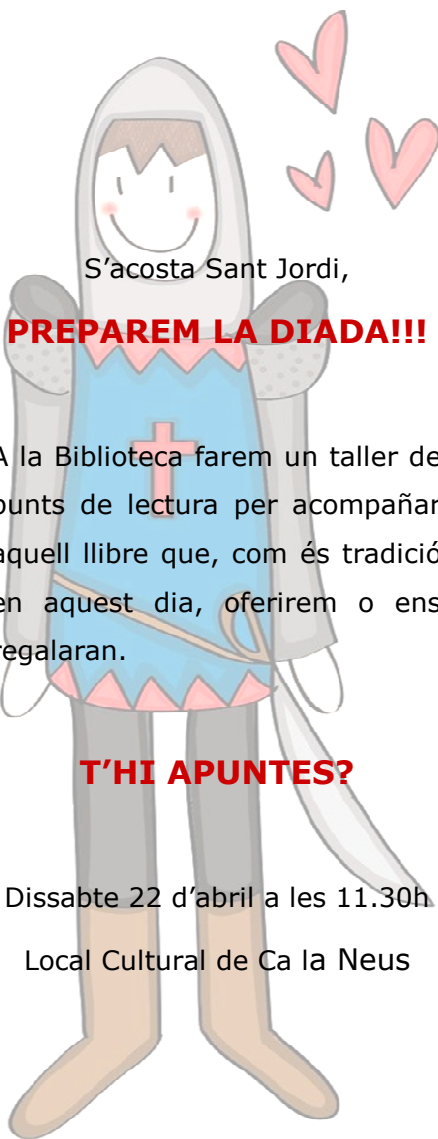 S’acosta Sant Jordi,
PREPAREM LA DIADA!!!
A la Biblioteca farem un taller de
punts de lectura per acompañar
aquell llibre que, com és tradició
en aquest dia, oferirem o ens
regalaran.
T’HI APUNTES?
Dissabte 22 d’abril a les 11.30h
Local Cultural de Ca la Neus